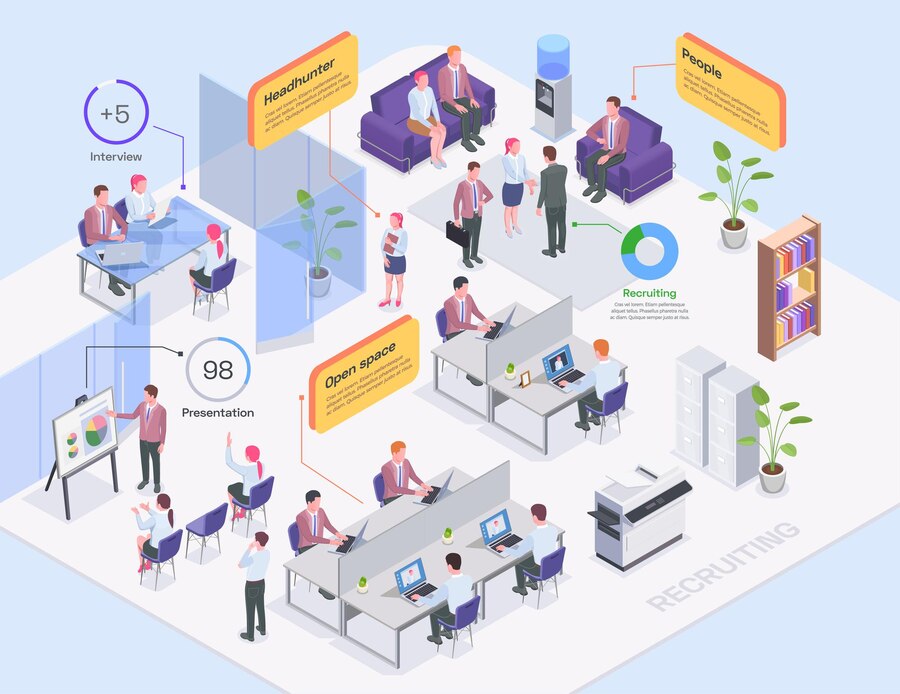 +5
Interview
Headhunter
Cras vel lorem. Etiam pellentesque
aliquet tellus. Phasellus pharetra nulla
ac diam. Quisque semper justo at risus.
People
Cras vel lorem. Etiam pellentesque
aliquet tellus. Phasellus pharetra nulla
ac diam. Quisque semper justo at risus.
Recruiting
Cras vel lorem. Etiam pellentesque
aliquet tellus. Phasellus pharetra nulla
ac diam. Quisque semper justo at risus.
98
Presentation
Open space
Cras vel lorem. Etiam pellentesque
aliquet tellus. Phasellus pharetra nulla
ac diam. Quisque semper justo at risus.
RECRUITING